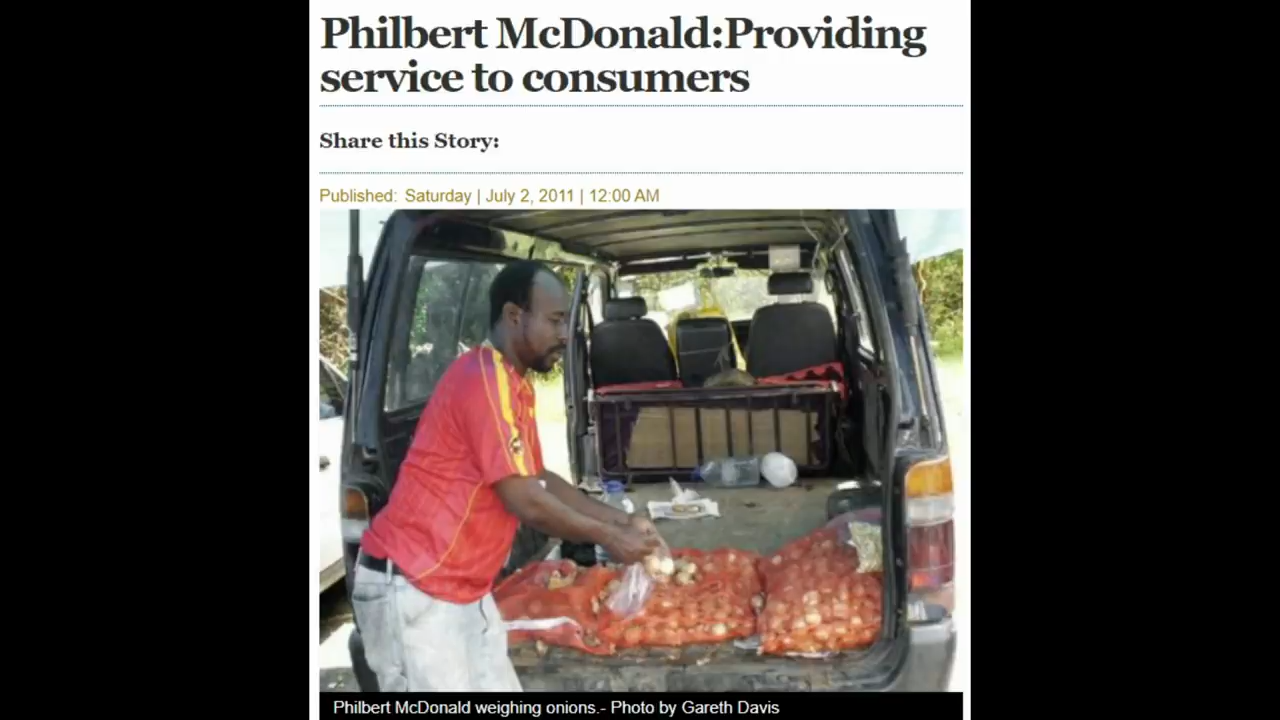 Philbert McDonald:Providing
service to consumers
Share this Story:
Published: Saturday | July 2, 2011 | 12:00 AM
Philbert McDonald weighing onions.- Photo by Gareth Davis